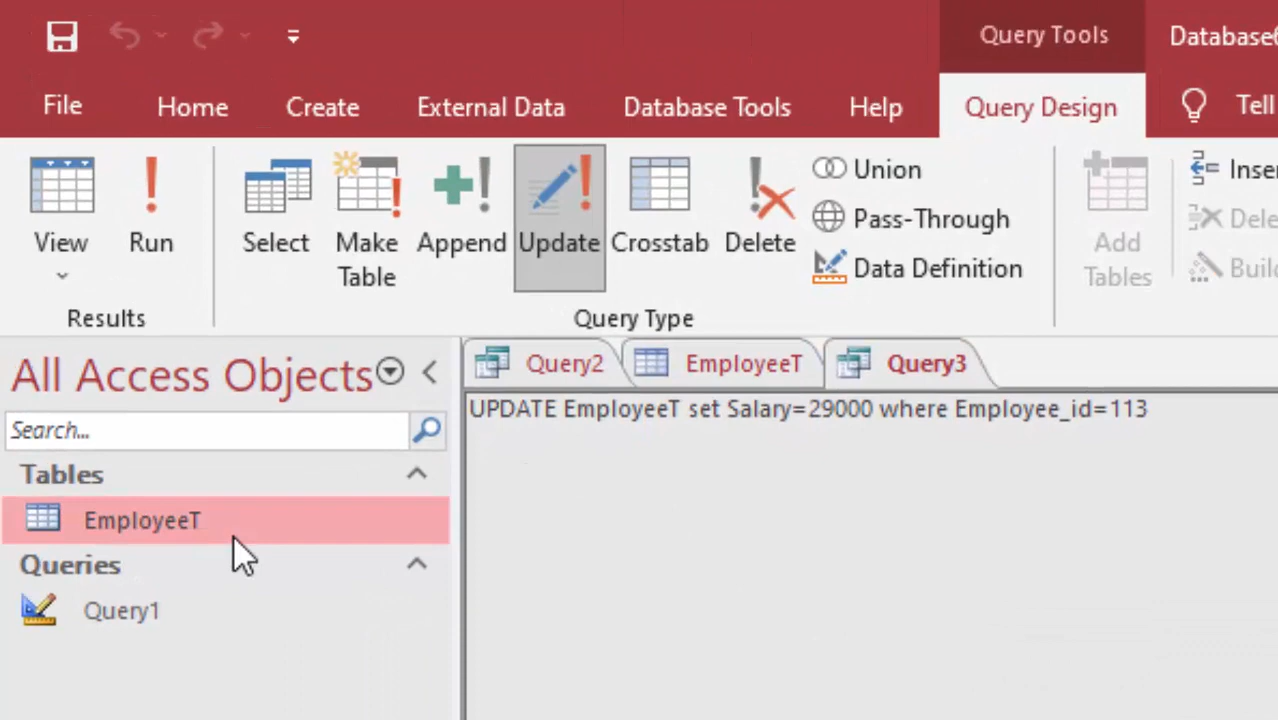 Query Tools
Database6
File Home Create External Data Database Tools Help Query Design Tell
View Run Select Make Table Append Update Crosstab Delete
Union
Pass-Through
Data Definition
Add Tables
Results
Query Type
All Access Objects
Search...
Tables
EmployeeT
Queries
Query1
Query2 EmployeeT Query3
UPDATE EmployeeT set Salary=29000 where Employee_id=113